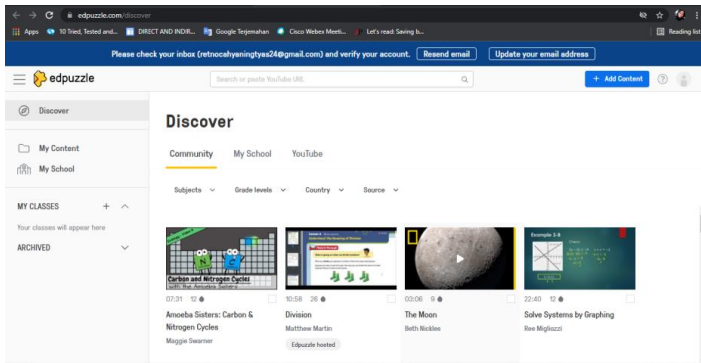 edpuzzle.com/discover
Apps 10 Tried, Tested and... DIRECT AND INDIR... Google Terjemahan Cisco Webex Meeti... Let's read: Saving Is... Reading list
Please check your inbox (retnocahyaningtyas24@gmail.com) and verify your account. Resend email Update your email address
edpuzzle Search or paste YouTube URL + Add Content
Discover
Discover
My Content
My School
MY CLASSES
Your classes will appear here
ARCHIVED
Community My School YouTube
Subjects Grade levels Country Source
Carbon and Nitrogen Cycles
with the Amoeba Sisters
Example 3-8
07:31 12
10:58 26
03:06 9
22:40 12
Amoeba Sisters: Carbon &
Nitrogen Cycles
Maggie Swarner
Division
Matthew Martin
Edpuzzle hosted
The Moon
Beth Nickles
Solve Systems by Graphing
Ree Migliozzi